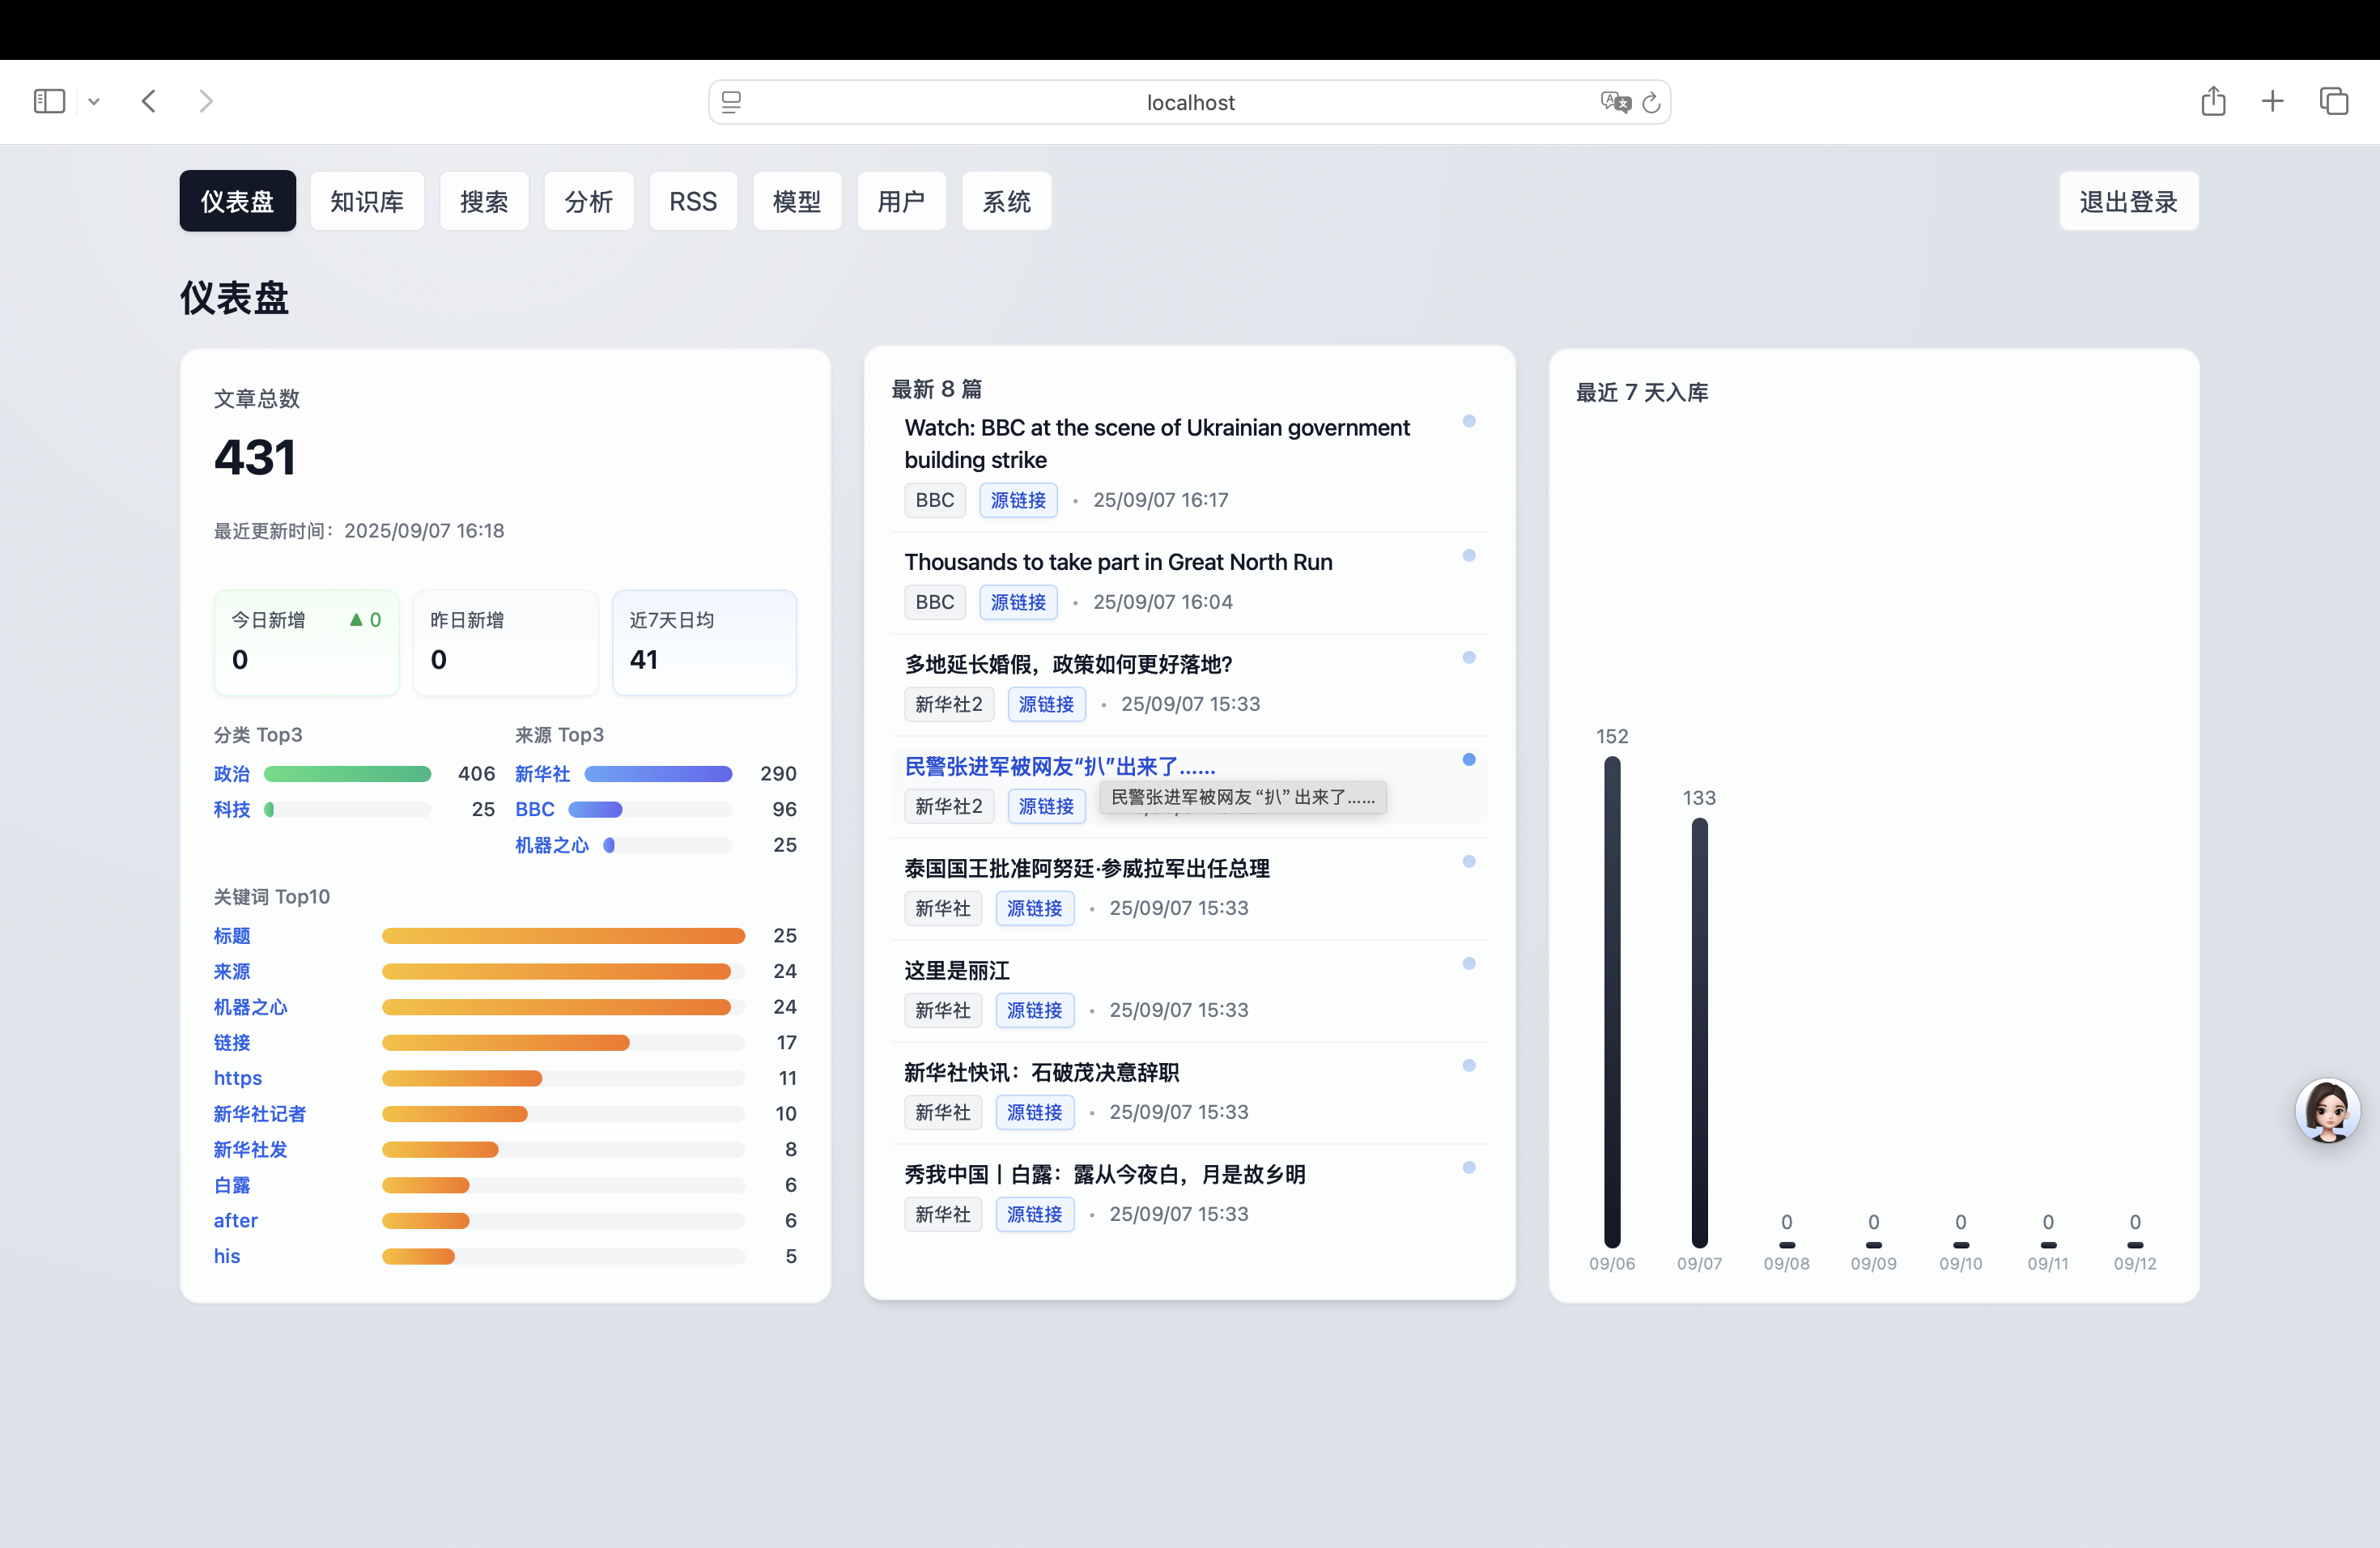 localhost
仪表盘 知识库 搜索 分析 RSS 模型 用户 系统 退出登录
仪表盘
文章总数
431
最近更新时间：2025/09/07 16:18
今日新增 ▲ 0
0
昨日新增
0
近7天日均
41
分类 Top3
政治 406
科技 25
来源 Top3
新华社 290
BBC 96
机器之心 25
关键词 Top10
标题 25
来源 24
机器之心 24
链接 17
https 11
新华社记者 10
新华社发 8
白露 6
after 6
his 5
最新 8 篇
Watch: BBC at the scene of Ukrainian government
building strike
BBC 源链接 • 25/09/07 16:17
Thousands to take part in Great North Run
BBC 源链接 • 25/09/07 16:04
多地延长婚假，政策如何更好落地?
新华社2 源链接 • 25/09/07 15:33
民警张进军被网友“扒”出来了……
新华社2 源链接
民警张进军被网友 “扒” 出来了……
泰国国王批准阿努廷·参威拉军出任总理
新华社 源链接 • 25/09/07 15:33
这里是丽江
新华社 源链接 • 25/09/07 15:33
新华社快讯：石破茂决意辞职
新华社 源链接 • 25/09/07 15:33
秀我中国丨白露：露从今夜白，月是故乡明
新华社 源链接 • 25/09/07 15:33
最近 7 天入库
152 133 0 0 0 0 0
09/06 09/07 09/08 09/09 09/10 09/11 09/12